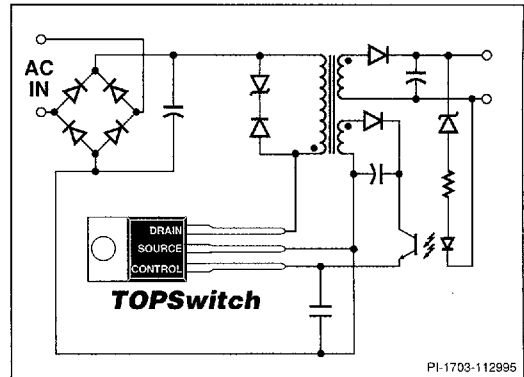 AC
IN
DRAIN
SOURCE
CONTROL
TOPSwitch
PI-1703-112995